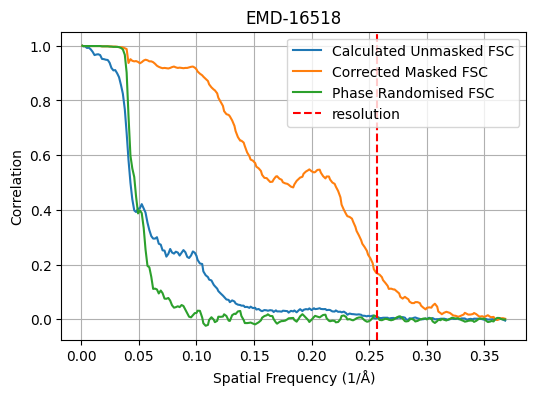 EMD-16518
Calculated Unmasked FSC
Corrected Masked FSC
Phase Randomised FSC
resolution
Correlation
1.0
0.8
0.6
0.4
0.2
0.0
0.00 0.05 0.10 0.15 0.20 0.25 0.30 0.35
Spatial Frequency (1/Å)